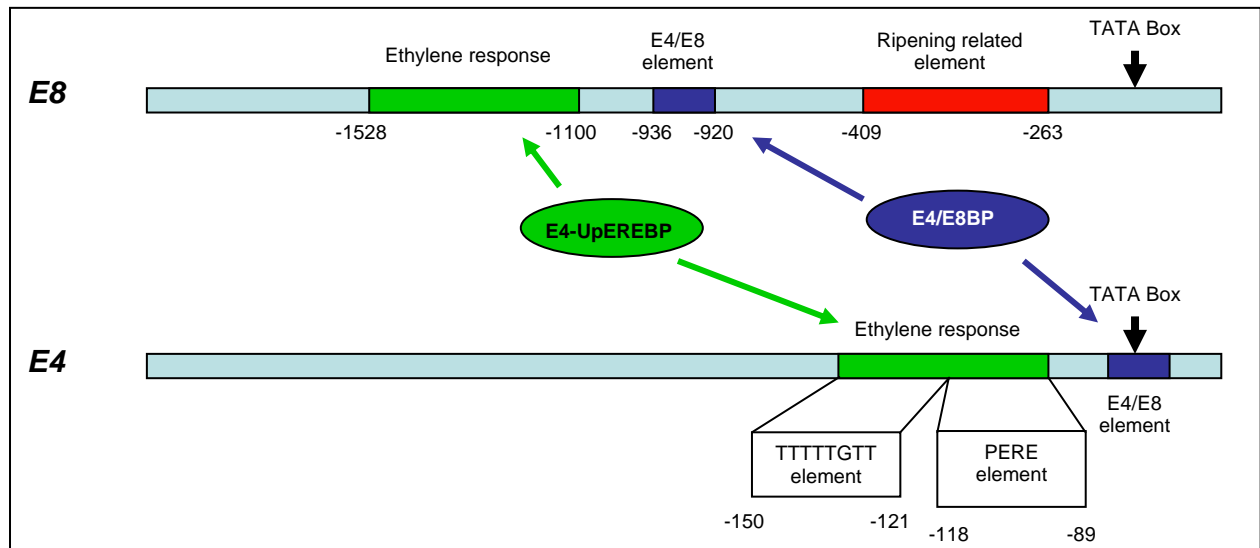 TATA Box
Ethylene response
E4/E8
element
Ripening related
element
E8
-1528
-1100
-936
-920
-409
-263
E4-UpEREBP
E4/E8BP
TATA Box
Ethylene response
E4
E4/E8
element
TTTTTGTT
element
PERE
element
-150
-121
-118
-89